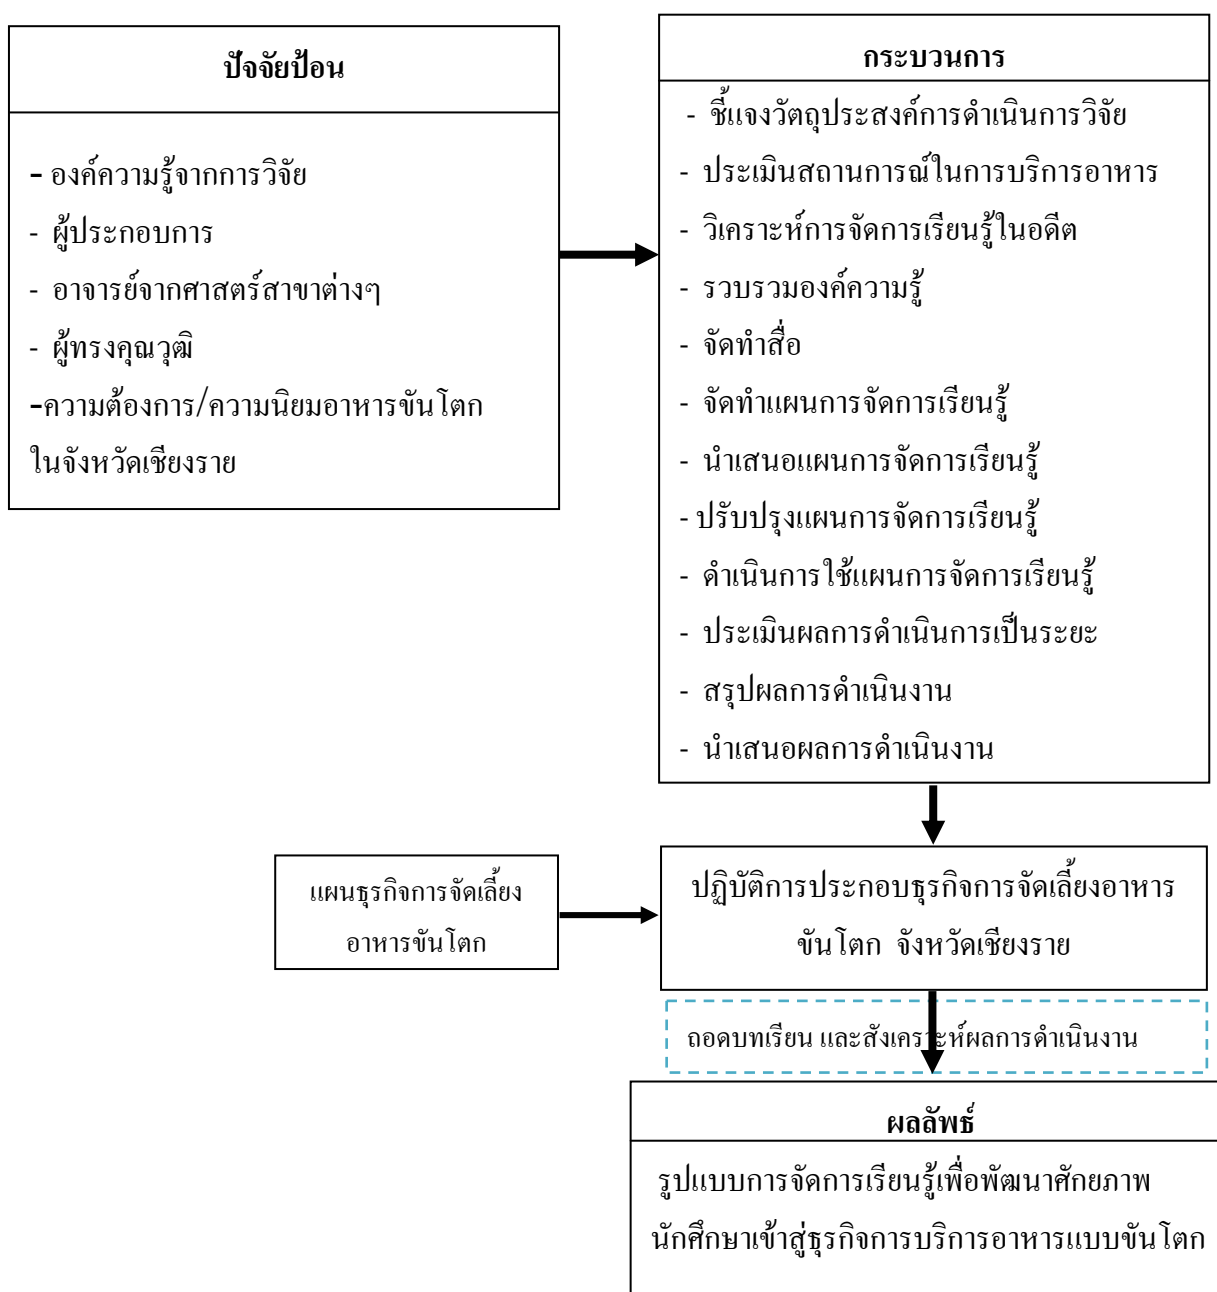 ปัจจัยป้อน
- องค์ความรู้จากการวิจัย
- ผู้ประกอบการ
- อาจารย์จากศาสตร์สาขาต่างๆ
- ผู้ทรงคุณวุฒิ
-ความต้องการ/ความนิยมอาหารขันโตก
ในจังหวัดเชียงราย
กระบวนการ
- ชี้แจงวัตถุประสงค์การดำเนินการวิจัย
- ประเมินสถานการณ์ในการบริการอาหาร
- วิเคราะห์การจัดการเรียนรู้ในอดีต
- รวบรวมองค์ความรู้
- จัดทำสื่อ
- จัดทำแผนการจัดการเรียนรู้
- นำเสนอแผนการจัดการเรียนรู้
- ปรับปรุงแผนการจัดการเรียนรู้
- ดำเนินการใช้แผนการจัดการเรียนรู้
- ประเมินผลการดำเนินการเป็นระยะ
- สรุปผลการดำเนินงาน
- นำเสนอผลการดำเนินงาน
แผนธุรกิจการจัดเลี้ยง
อาหารขันโตก
ปฏิบัติการประกอบธุรกิจการจัดเลี้ยงอาหาร
ขันโตก จังหวัดเชียงราย
ถอดบทเรียน และสังเคราะห์ผลการดำเนินงาน
ผลลัพธ์
รูปแบบการจัดการเรียนรู้เพื่อพัฒนาศักยภาพ
นักศึกษาเข้าสู่ธุรกิจการบริการอาหารแบบขันโตก